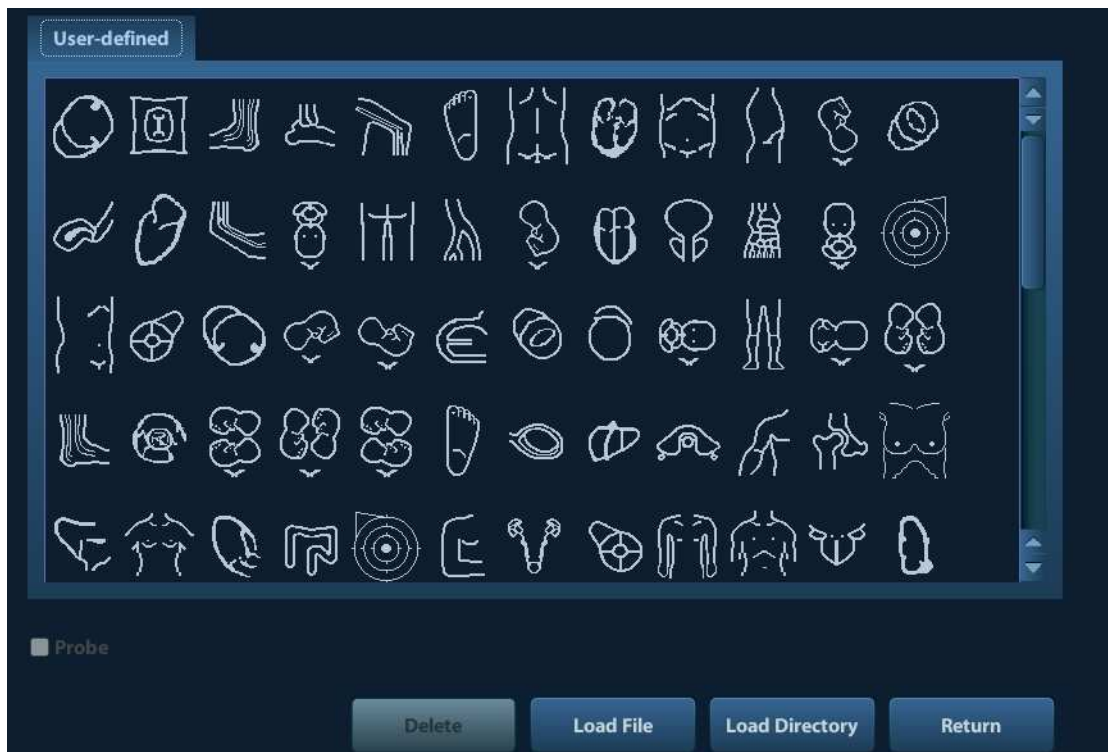 User-defined
Probe
Delete
Load File
Load Directory
Return